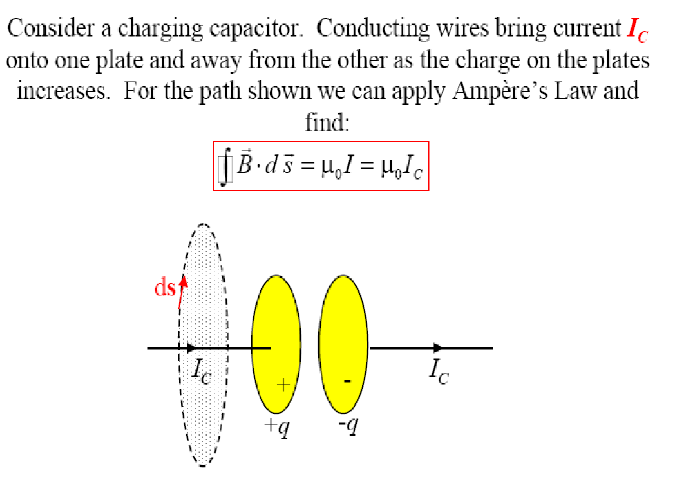 Consider a charging capacitor. Conducting wires bring current I_C
onto one plate and away from the other as the charge on the plates
increases. For the path shown we can apply Ampère's Law and
find:
∮ B⃗ · d s̄ = μ₀I = μ₀I_C
ds
I_C
+
-
I_C
+q
-q